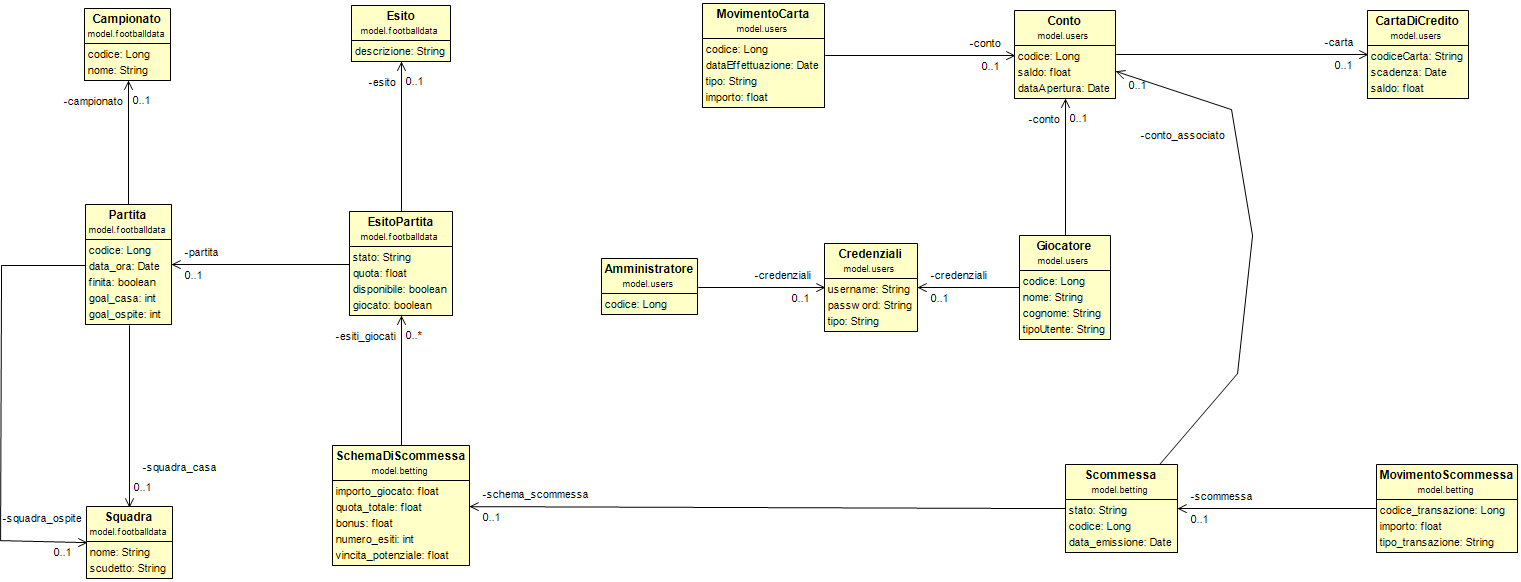 Campionato
model.footballdata
codice: Long
nome: String
-campionato
0..1
Esito
model.footballdata
descrizione: String
-esito
0..1
MovimentoCarta
model.users
codice: Long
dataEffettuazione: Date
tipo: String
importo: float
-conto
0..1
Conto
model.users
codice: Long
saldo: float
dataApertura: Date
-carta
0..1
CartaDiCredito
model.users
codiceCarta: String
scadenza: Date
saldo: float
0..1
-conto_associato
-conto
0..1
Partita
model.footballdata
codice: Long
data_ora: Date
finita: boolean
goal_casa: int
goal_ospite: int
-partita
0..1
EsitoPartita
model.footballdata
stato: String
quota: float
disponibile: boolean
giocato: boolean
-esiti_giocati
0..*
Amministratore
model.users
codice: Long
-credenziali
0..1
Credenziali
model.users
username: String
password: String
tipo: String
-credenziali
0..1
Giocatore
model.users
codice: Long
nome: String
cognome: String
tipoUtente: String
-squadra_casa
0..1
-squadra_ospite
0..1
Squadra
model.footballdata
nome: String
scudetto: String
SchemaDiScommessa
model.betting
importo_giocato: float
quota_totale: float
bonus: float
numero_esiti: int
vincita_potenziale: float
-schema_scommessa
0..1
Scommessa
model.betting
stato: String
codice: Long
data_emissione: Date
-scommessa
0..1
MovimentoScommessa
model.betting
codice_transazione: Long
importo: float
tipo_transazione: String